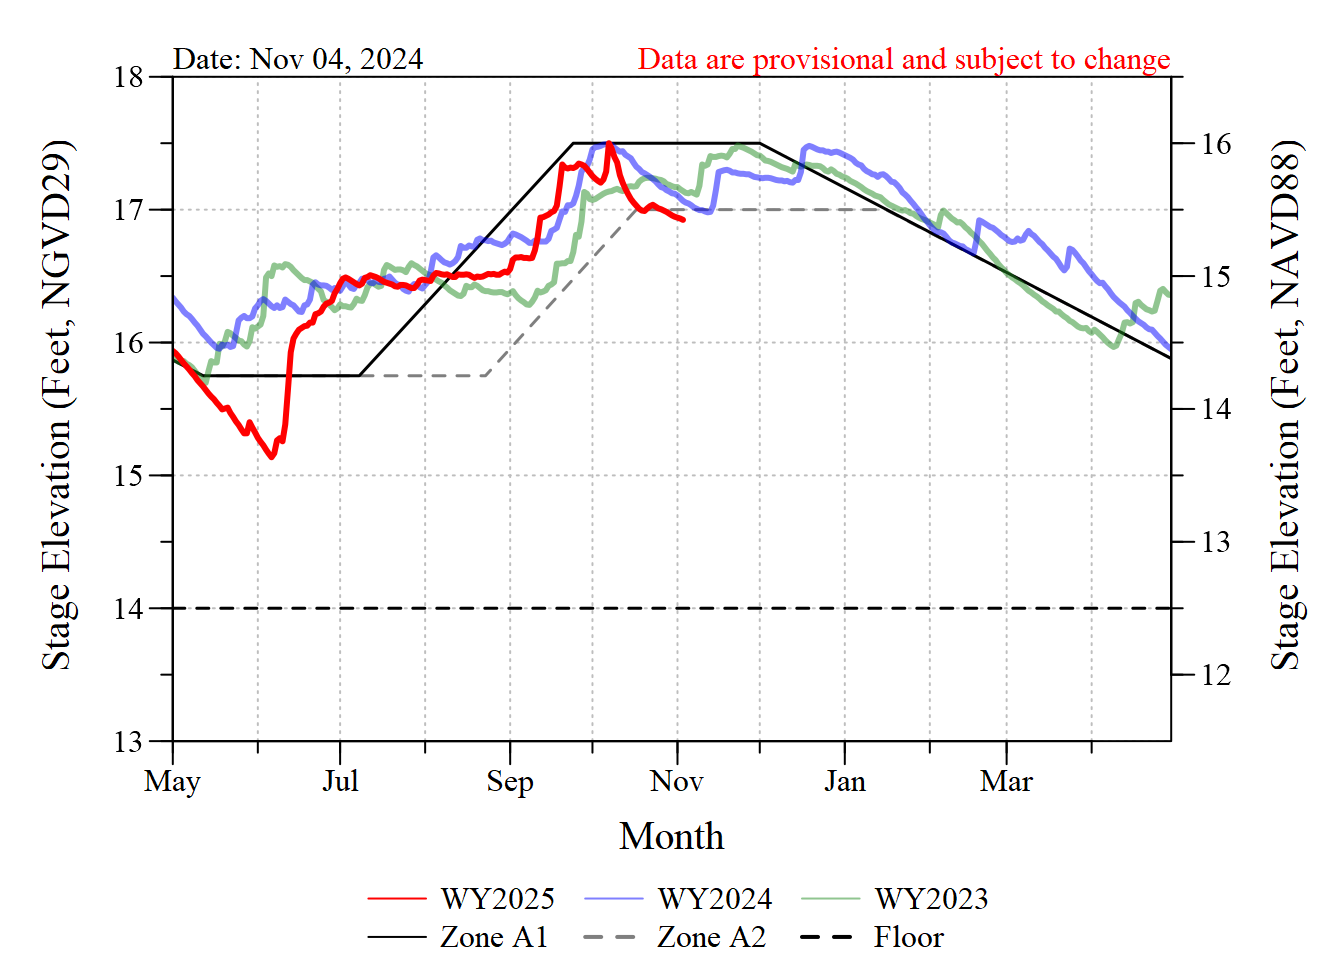 Date: Nov 04, 2024
Data are provisional and subject to change
18
17
16
15
14
13
Stage Elevation (Feet, NGVD29)
16
15
14
13
12
Stage Elevation (Feet, NAVD88)
May Jul Sep Nov Jan Mar
Month
WY2025 WY2024 WY2023
Zone A1 Zone A2 Floor